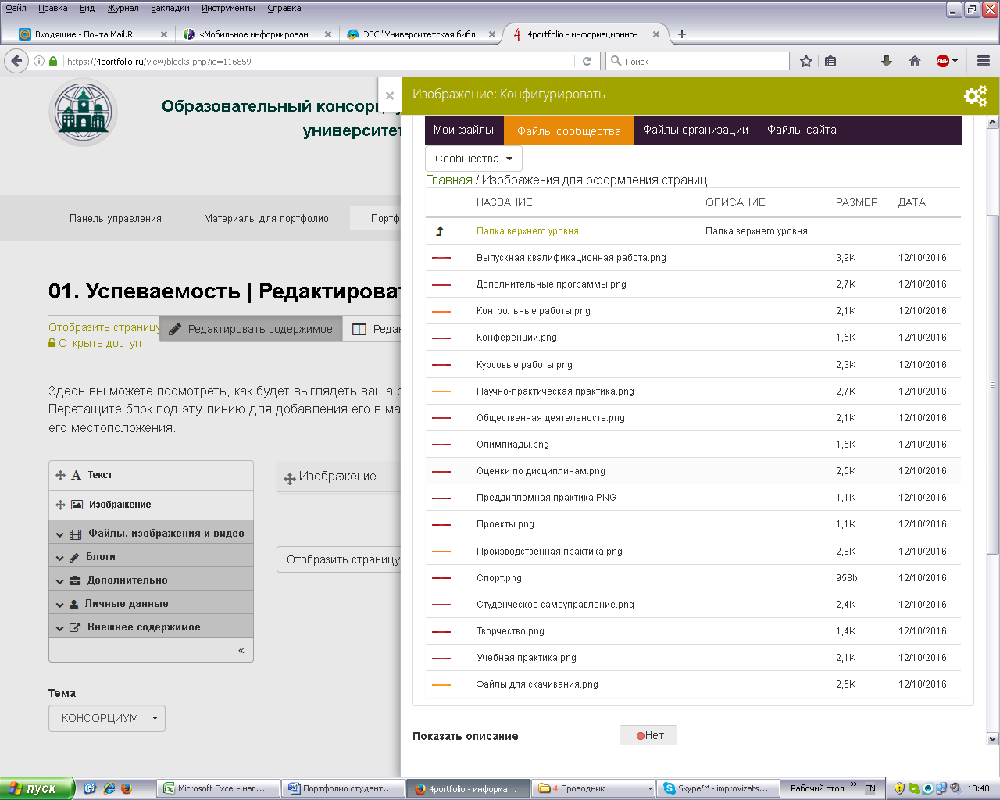 Файл Правка Вид Журнал Закладки Инструменты Справка
Входящие - Почта Mail.Ru
«Мобильное информирован...
ЭБС "Университетская библ...
4portfolio - информационно-...
https://4portfolio.ru/view/blocks.php?id=116859
Поиск
ABP
Образовательный консорц
университет
Панель управления
Материалы для портфолио
Портф
01. Успеваемость | Редактироват
Отобразить страницу
Редактировать содержимое
Редан
Открыть доступ
Здесь вы можете посмотреть, как будет выглядеть ваша с
Перетащите блок под эту линию для добавления его в ма
его местоположения.
Текст
Изображение
Файлы, изображения и видео
Блоги
Дополнительно
Личные данные
Внешнее содержимое
«
Изображение
Отобразить страницу
Тема
КОНСОРЦИУМ
Изображение: Конфигурировать
Мои файлы Файлы сообщества Файлы организации Файлы сайта
Сообщества
Главная / Изображения для оформления страниц
НАЗВАНИЕ ОПИСАНИЕ РАЗМЕР ДАТА
Папка верхнего уровня Папка верхнего уровня
Выпускная квалификационная работа.png 3,9K 12/10/2016
Дополнительные программы.png 2,7K 12/10/2016
Контрольные работы.png 2,1K 12/10/2016
Конференции.png 1,5K 12/10/2016
Курсовые работы.png 2,3K 12/10/2016
Научно-практическая практика.png 2,7K 12/10/2016
Общественная деятельность.png 2,1K 12/10/2016
Олимпиады.png 1,5K 12/10/2016
Оценки по дисциплинам.png 2,5K 12/10/2016
Преддипломная практика.PNG 1,1K 12/10/2016
Проекты.png 1,1K 12/10/2016
Производственная практика.png 2,8K 12/10/2016
Спорт.png 958b 12/10/2016
Студенческое самоуправление.png 2,4K 12/10/2016
Творчество.png 1,4K 12/10/2016
Учебная практика.png 2,1K 12/10/2016
Файлы для скачивания.png 2,5K 12/10/2016
Показать описание
Нет
пуск
Microsoft Excel - наг...
Портфолио студент...
4portfolio - информа...
4 Проводник
Skype™ - improvizats...
Рабочий стол
»
EN
13:48